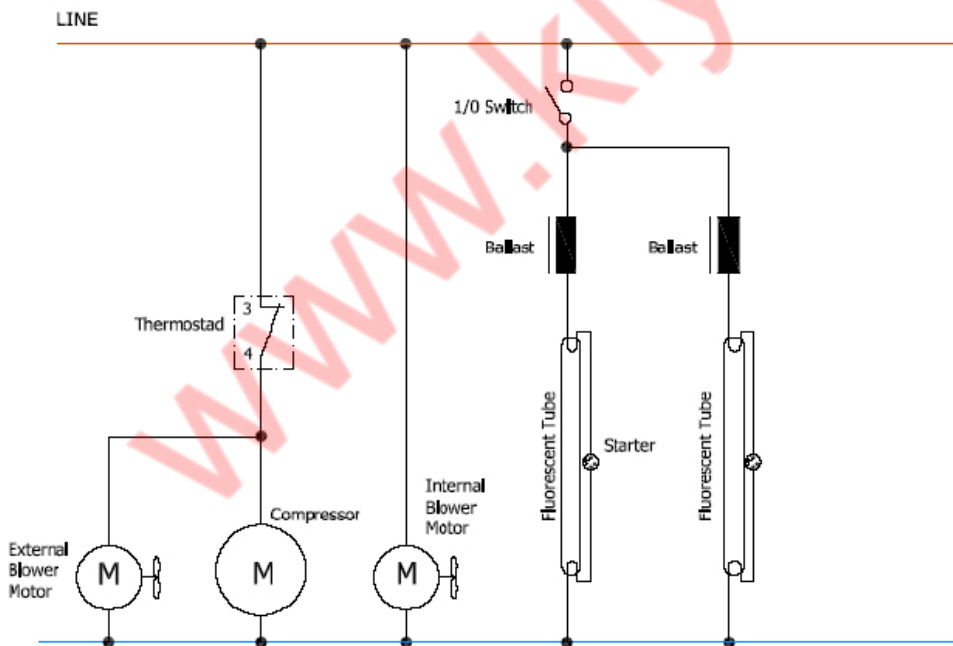 LINE
1/0 Switch
Ballast
Ballast
3
Thermostad
4
Fluorescent Tube
Starter
Fluorescent Tube
Compressor
Internal
Blower
Motor
External
Blower
Motor
M
M
M
www.kly